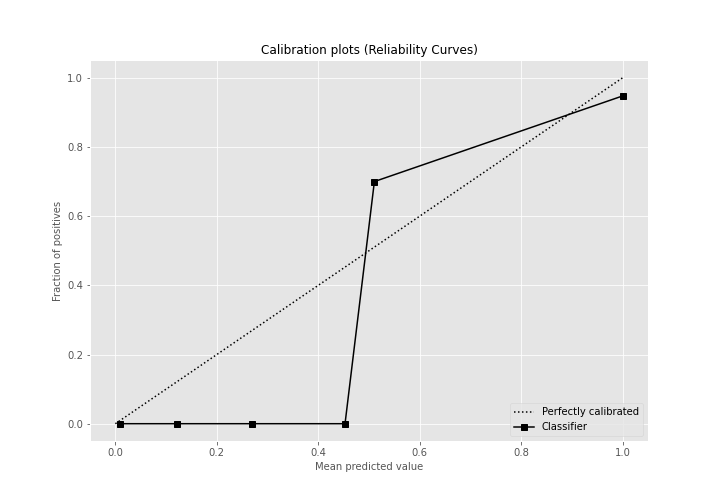 Calibration plots (Reliability Curves)
1.0
0.8
0.6
0.4
0.2
0.0
Fraction of positives
0.0 0.2 0.4 0.6 0.8 1.0
Mean predicted value
Perfectly calibrated
Classifier